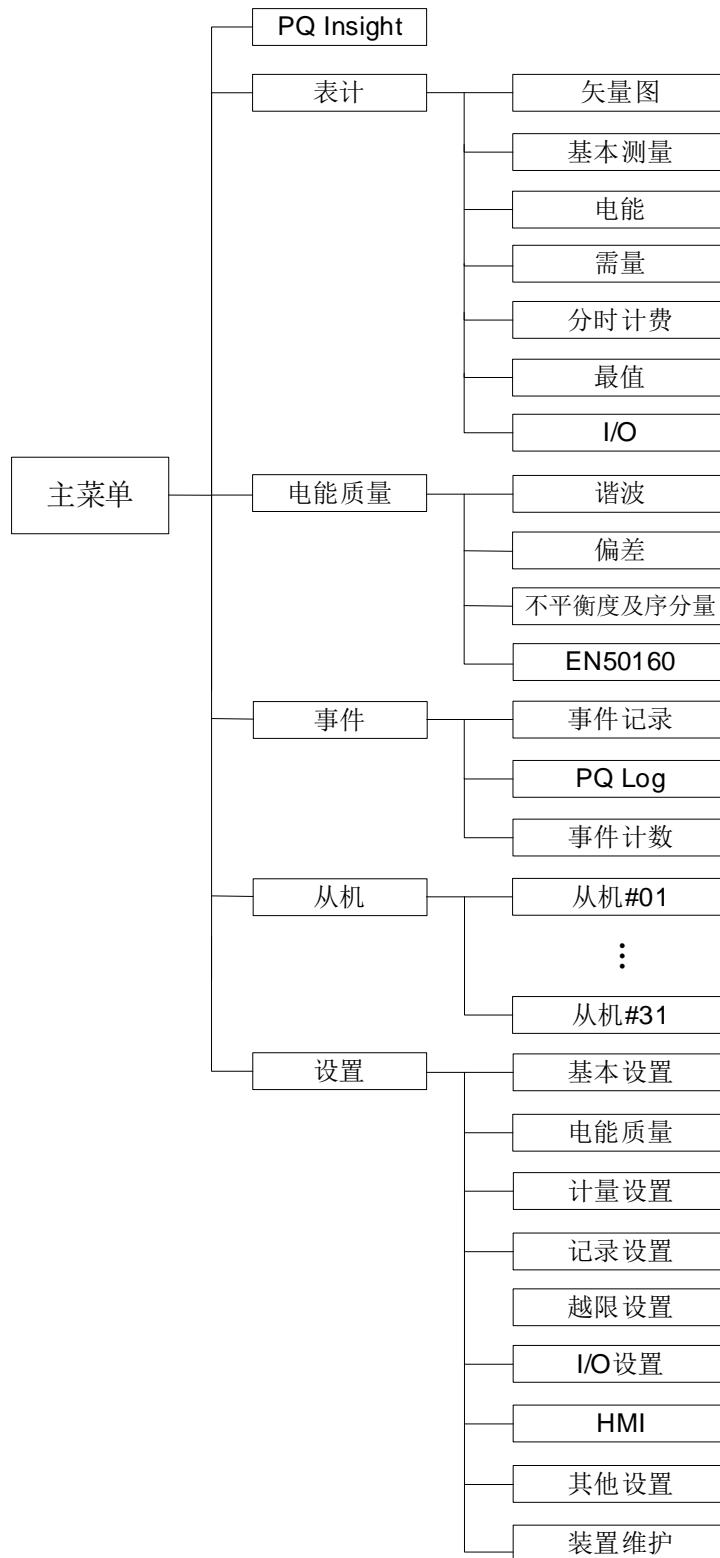 PQ Insight
表计
矢量图
基本测量
电能
需量
分时计费
最值
I/O
主菜单
电能质量
谐波
偏差
不平衡度及序分量
EN50160
事件
事件记录
PQ Log
事件计数
从机
从机#01
⋮
从机#31
设置
基本设置
电能质量
计量设置
记录设置
越限设置
I/O设置
HMI
其他设置
装置维护